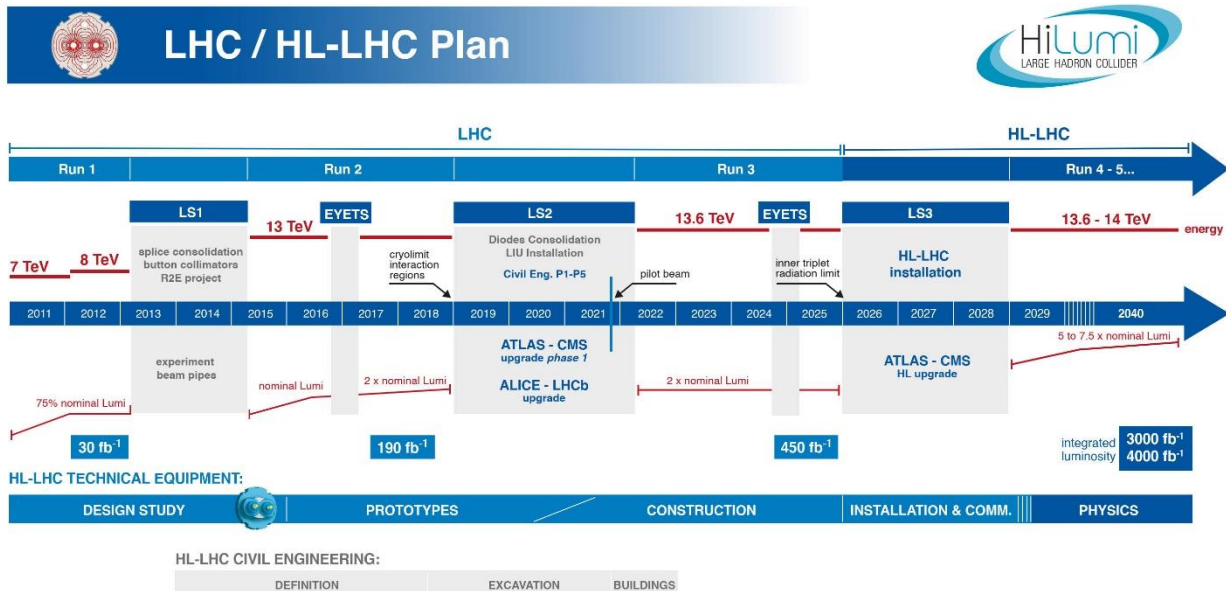 LHC / HL-LHC Plan
HiLumi
LARGE HADRON COLLIDER
LHC
HL-LHC
Run 1
Run 2
Run 3
Run 4 - 5...
LS1
EYETS
LS2
EYETS
LS3
13 TeV
13.6 TeV
13.6 - 14 TeV
energy
7 TeV
8 TeV
splice consolidation
button collimators
R2E project
cryolimit
interaction
regions
Diodes Consolidation
LIU Installation
Civil Eng. P1-P5
pilot beam
inner triplet
radiation limit
HL-LHC
installation
2011
2012
2013
2014
2015
2016
2017
2018
2019
2020
2021
2022
2023
2024
2025
2026
2027
2028
2029
2040
experiment
beam pipes
ATLAS - CMS
upgrade phase 1
ALICE - LHCb
upgrade
ATLAS - CMS
HL upgrade
75% nominal Lumi
nominal Lumi
2 x nominal Lumi
2 x nominal Lumi
5 to 7.5 x nominal Lumi
30 fb⁻¹
190 fb⁻¹
450 fb⁻¹
integrated
luminosity
3000 fb⁻¹
4000 fb⁻¹
HL-LHC TECHNICAL EQUIPMENT:
DESIGN STUDY
PROTOTYPES
CONSTRUCTION
INSTALLATION & COMM.
PHYSICS
HL-LHC CIVIL ENGINEERING:
DEFINITION
EXCAVATION
BUILDINGS